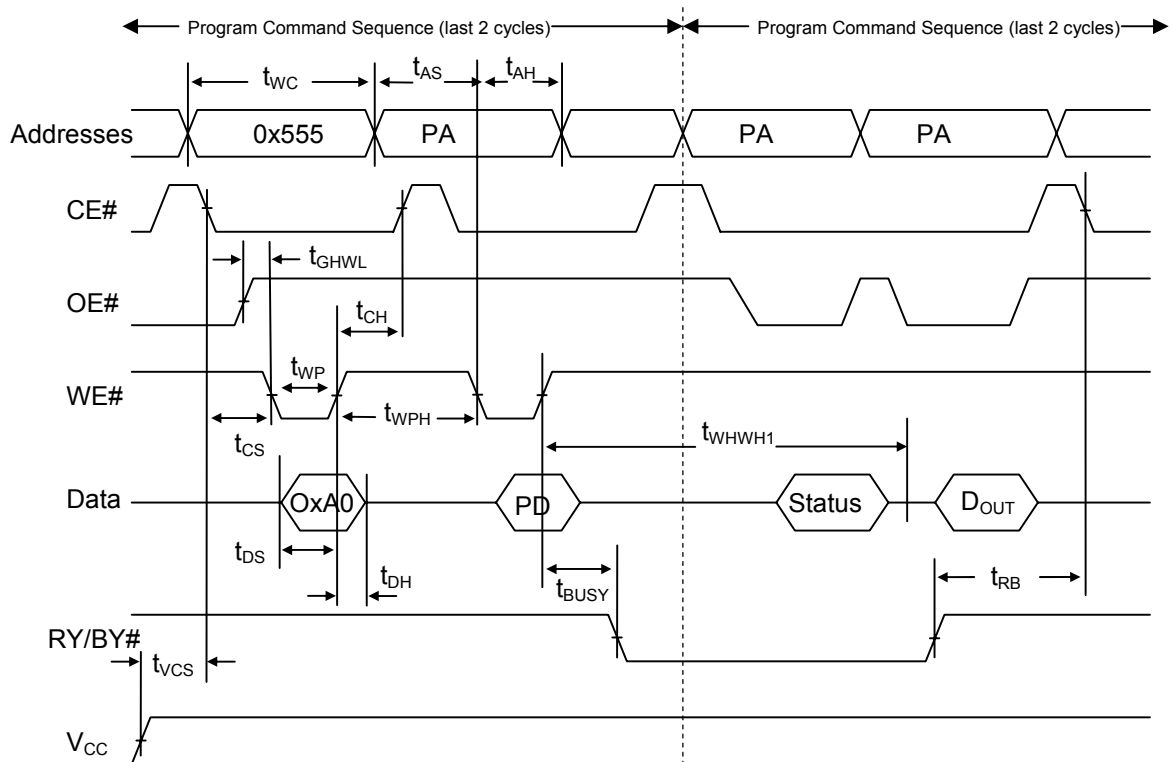 Program Command Sequence (last 2 cycles) Program Command Sequence (last 2 cycles)
tWC tAS tAH
Addresses 0x555 PA PA PA
CE#
tGHWL
OE#
tCH
tWP
WE#
tWPH
tWHWH1
tCS
Data OxA0 PD Status DOUT
tDS
tDH
tBUSY
tRB
RY/BY#
tVCS
VCC